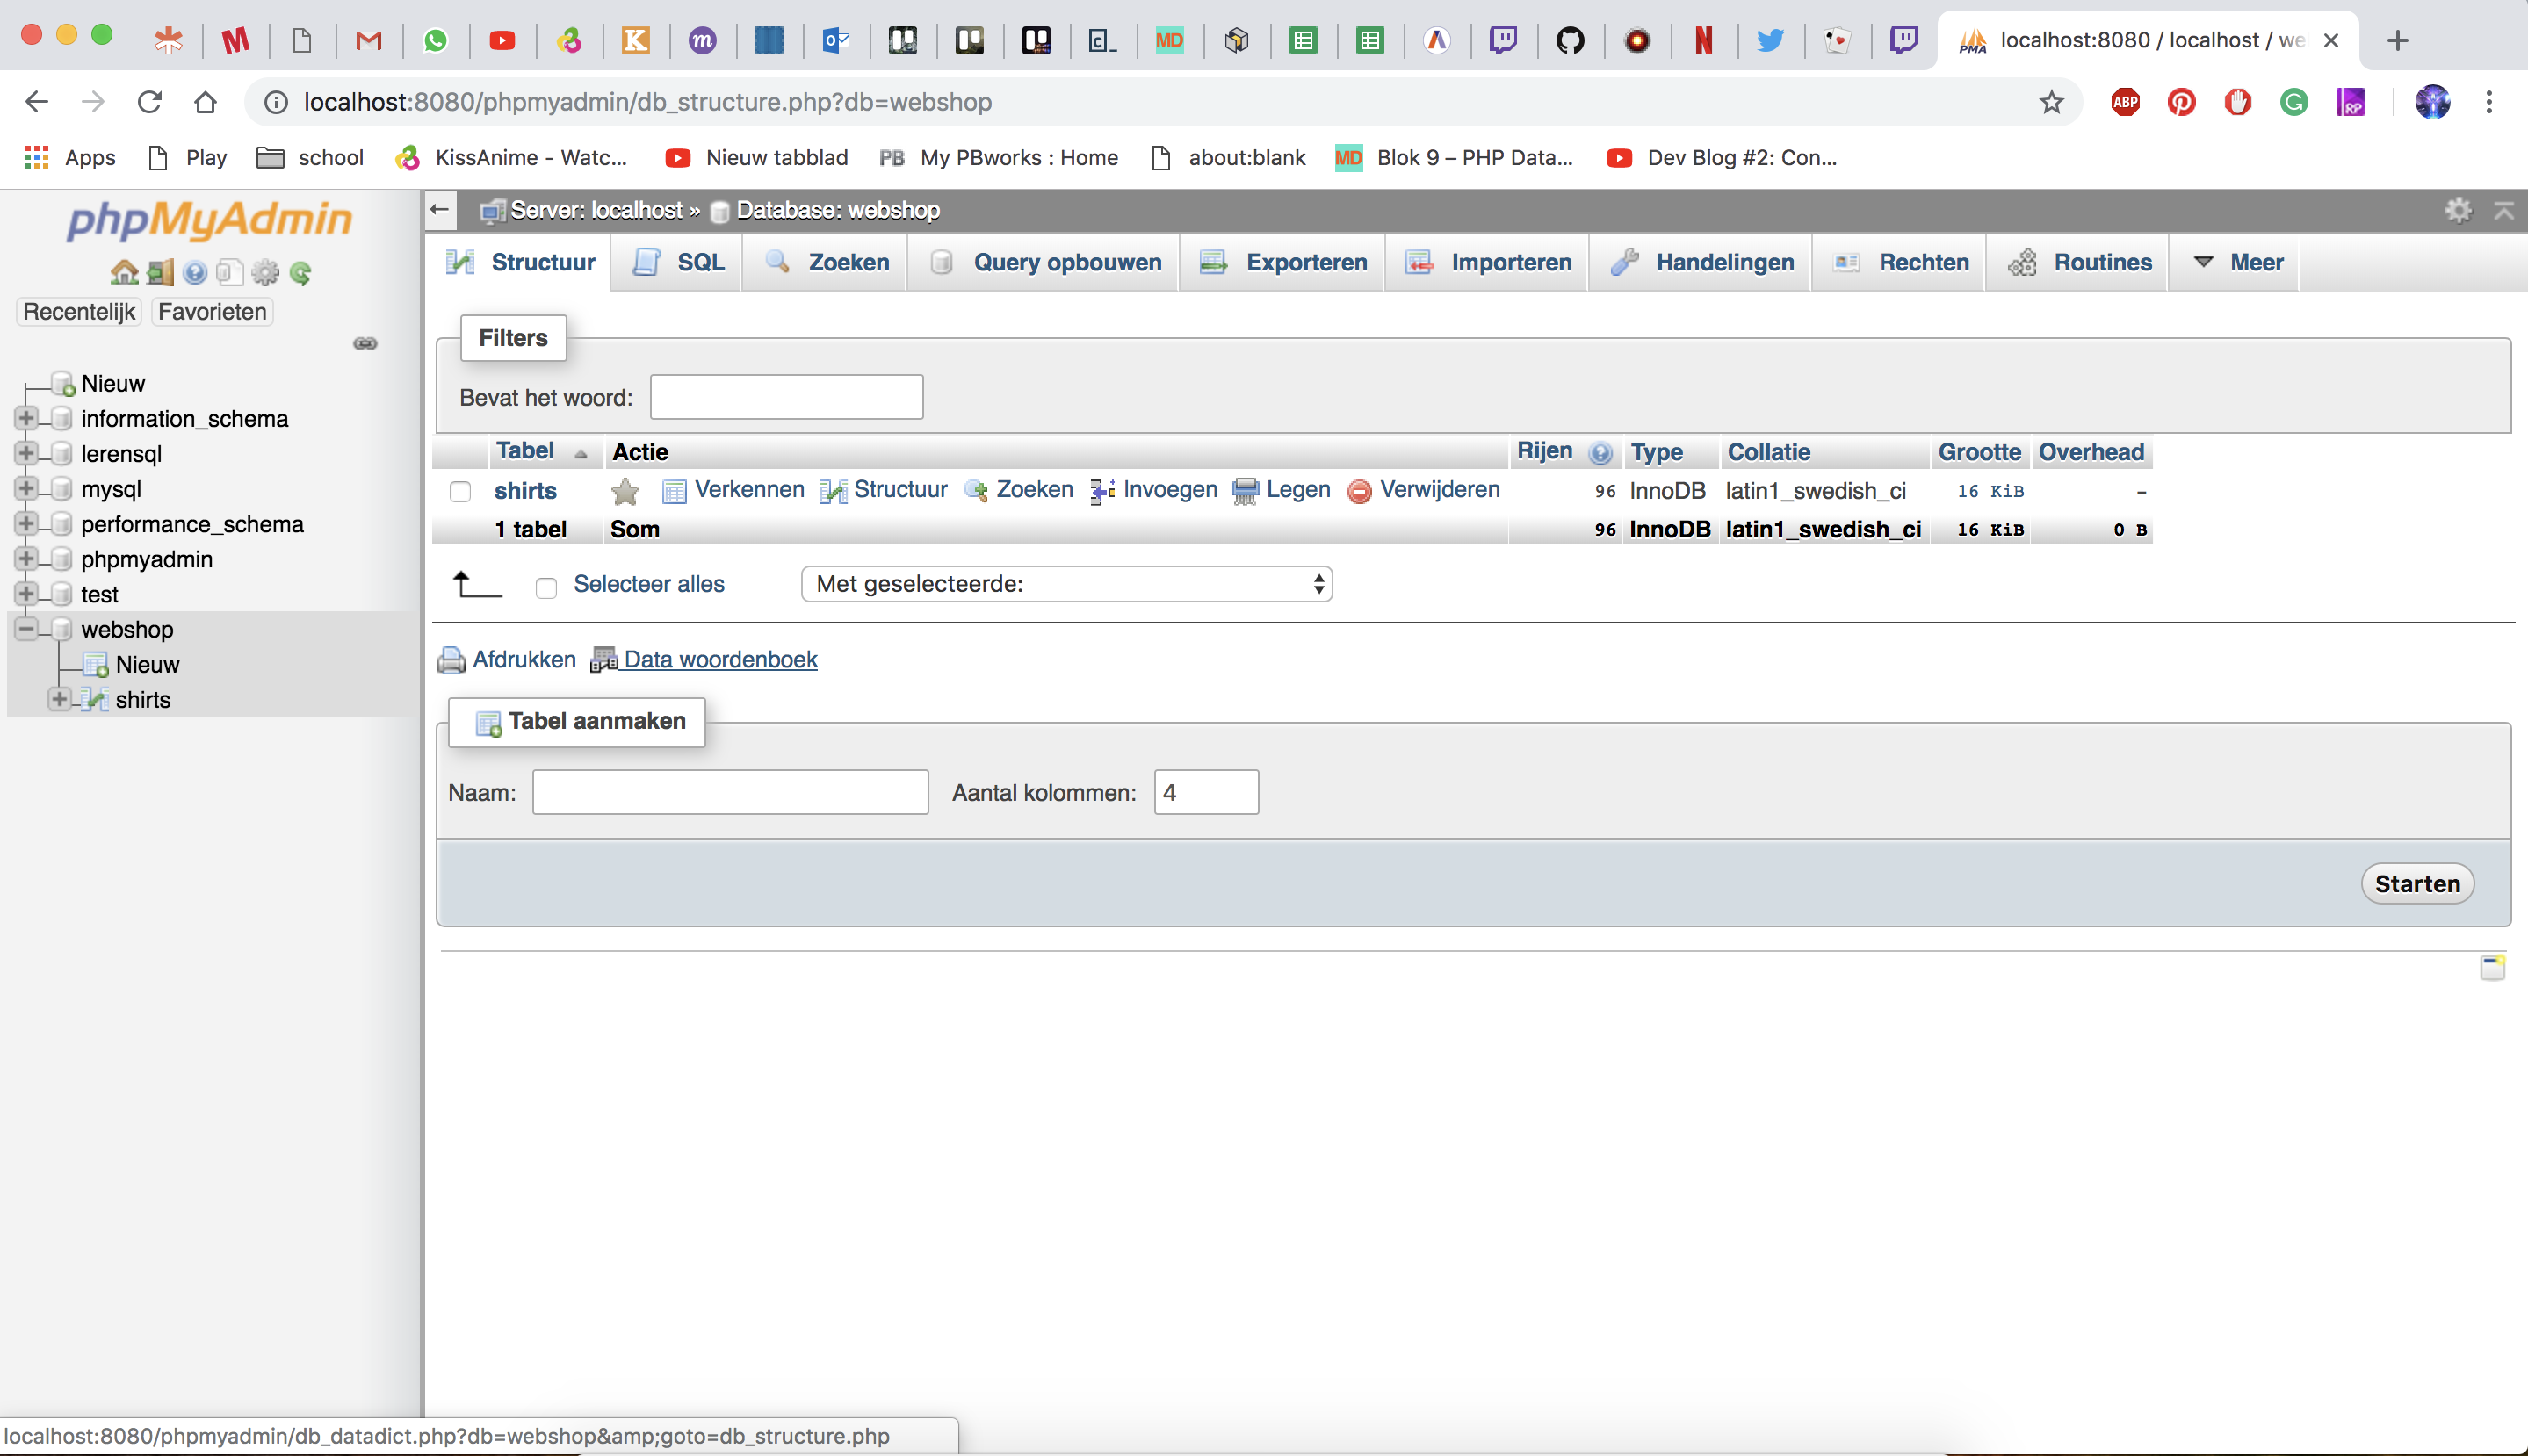 localhost:8080 / localhost / we
localhost:8080/phpmyadmin/db_structure.php?db=webshop
ABP
RP
Apps Play school KissAnime - Watc... Nieuw tabblad PB My PBworks : Home about:blank MD Blok 9 – PHP Data... Dev Blog #2: Con...
phpMyAdmin
Recentelijk Favorieten
Nieuw
information_schema
lerensql
mysql
performance_schema
phpmyadmin
test
webshop
Nieuw
shirts
Server: localhost » Database: webshop
Structuur SQL Zoeken Query opbouwen Exporteren Importeren Handelingen Rechten Routines Meer
Filters
Bevat het woord:
Tabel Actie Rijen Type Collatie Grootte Overhead
shirts Verkennen Structuur Zoeken Invoegen Legen Verwijderen 96 InnoDB latin1_swedish_ci 16 KiB –
1 tabel Som 96 InnoDB latin1_swedish_ci 16 KiB 0 B
Selecteer alles Met geselecteerde:
Afdrukken Data woordenboek
Tabel aanmaken
Naam: Aantal kolommen: 4
Starten
localhost:8080/phpmyadmin/db_datadict.php?db=webshop&amp;goto=db_structure.php